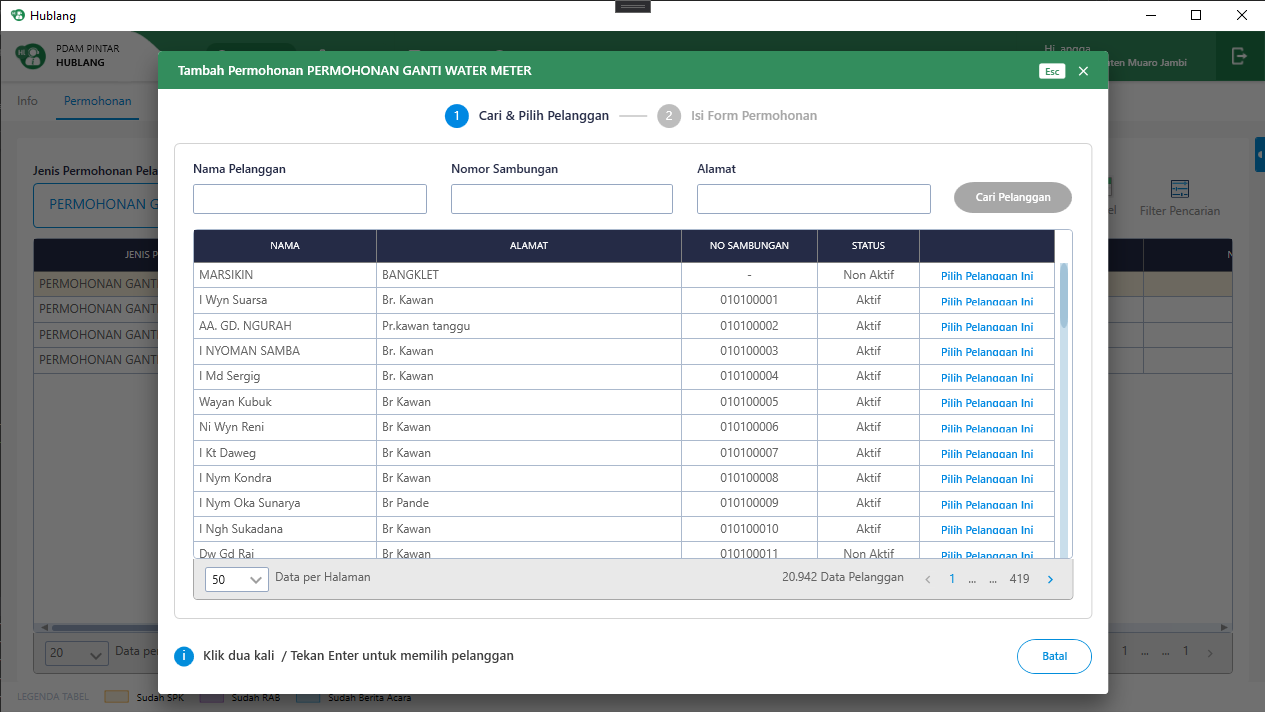 Hublang
PDAM PINTAR
HUBLANG
Hi, angga
ten Muaro Jambi
Info
Permohonan
Tambah Permohonan PERMOHONAN GANTI WATER METER
Esc
1 Cari & Pilih Pelanggan
2 Isi Form Permohonan
Jenis Permohonan Pela
PERMOHONAN G
Filter Pencarian
Nama Pelanggan
Nomor Sambungan
Alamat
Cari Pelanggan
JENIS P
PERMOHONAN GANTI
PERMOHONAN GANTI
PERMOHONAN GANTI
PERMOHONAN GANTI
NAMA ALAMAT NO SAMBUNGAN STATUS
MARSIKIN BANGKLET - Non Aktif Pilih Pelanggan Ini
I Wyn Suarsa Br. Kawan 010100001 Aktif Pilih Pelanggan Ini
AA. GD. NGURAH Pr.kawan tanggu 010100002 Aktif Pilih Pelanggan Ini
I NYOMAN SAMBA Br. Kawan 010100003 Aktif Pilih Pelanggan Ini
I Md Sergig Br. Kawan 010100004 Aktif Pilih Pelanggan Ini
Wayan Kubuk Br Kawan 010100005 Aktif Pilih Pelanggan Ini
Ni Wyn Reni Br Kawan 010100006 Aktif Pilih Pelanggan Ini
I Kt Daweg Br Kawan 010100007 Aktif Pilih Pelanggan Ini
I Nym Kondra Br Kawan 010100008 Aktif Pilih Pelanggan Ini
I Nym Oka Sunarya Br Pande 010100009 Aktif Pilih Pelanggan Ini
I Ngh Sukadana Br Kawan 010100010 Aktif Pilih Pelanggan Ini
Dw Gd Rai Br Kawan 010100011 Non Aktif Pilih Pelanggan Ini
50 Data per Halaman
20.942 Data Pelanggan < 1 ... ... 419 >
20 Data pe
1 ... ... 1 >
Klik dua kali / Tekan Enter untuk memilih pelanggan
Batal
LEGENDA TABEL Sudah SPK Sudah RAB Sudah Berita Acara